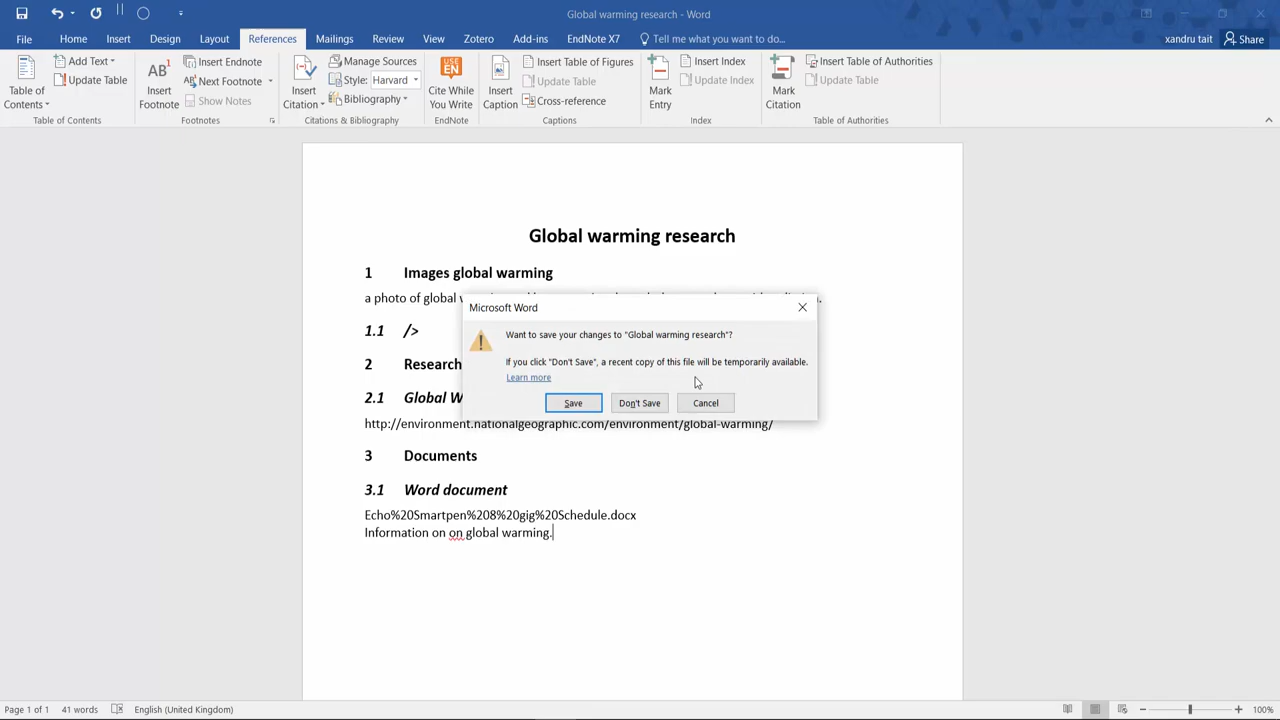 Global warming research - Word
File Home Insert Design Layout References Mailings Review View Zotero Add-ins EndNote X7 Tell me what you want to do... xandru tait Share
Table of Contents
Add Text
Update Table
Table of Contents
AB¹
Insert Footnote
Insert Endnote
Next Footnote
Show Notes
Footnotes
Insert Citation
Manage Sources
Style: Harvard
Bibliography
Citations & Bibliography
EN
Cite While You Write
EndNote
Insert Caption
Insert Table of Figures
Update Table
Cross-reference
Captions
Mark Entry
Insert Index
Update Index
Index
Mark Citation
Insert Table of Authorities
Update Table
Table of Authorities
Global warming research
1 Images global warming
a photo of global
1.1 />
2 Research
2.1 Global W
http://environment.nationalgeographic.com/environment/global-warming/
3 Documents
3.1 Word document
Echo%20Smartpen%208%20gig%20Schedule.docx
Information on on global warming.
Microsoft Word
Want to save your changes to "Global warming research"?
If you click "Don't Save", a recent copy of this file will be temporarily available.
Learn more
Save Don't Save Cancel
Page 1 of 1 41 words English (United Kingdom) 100%